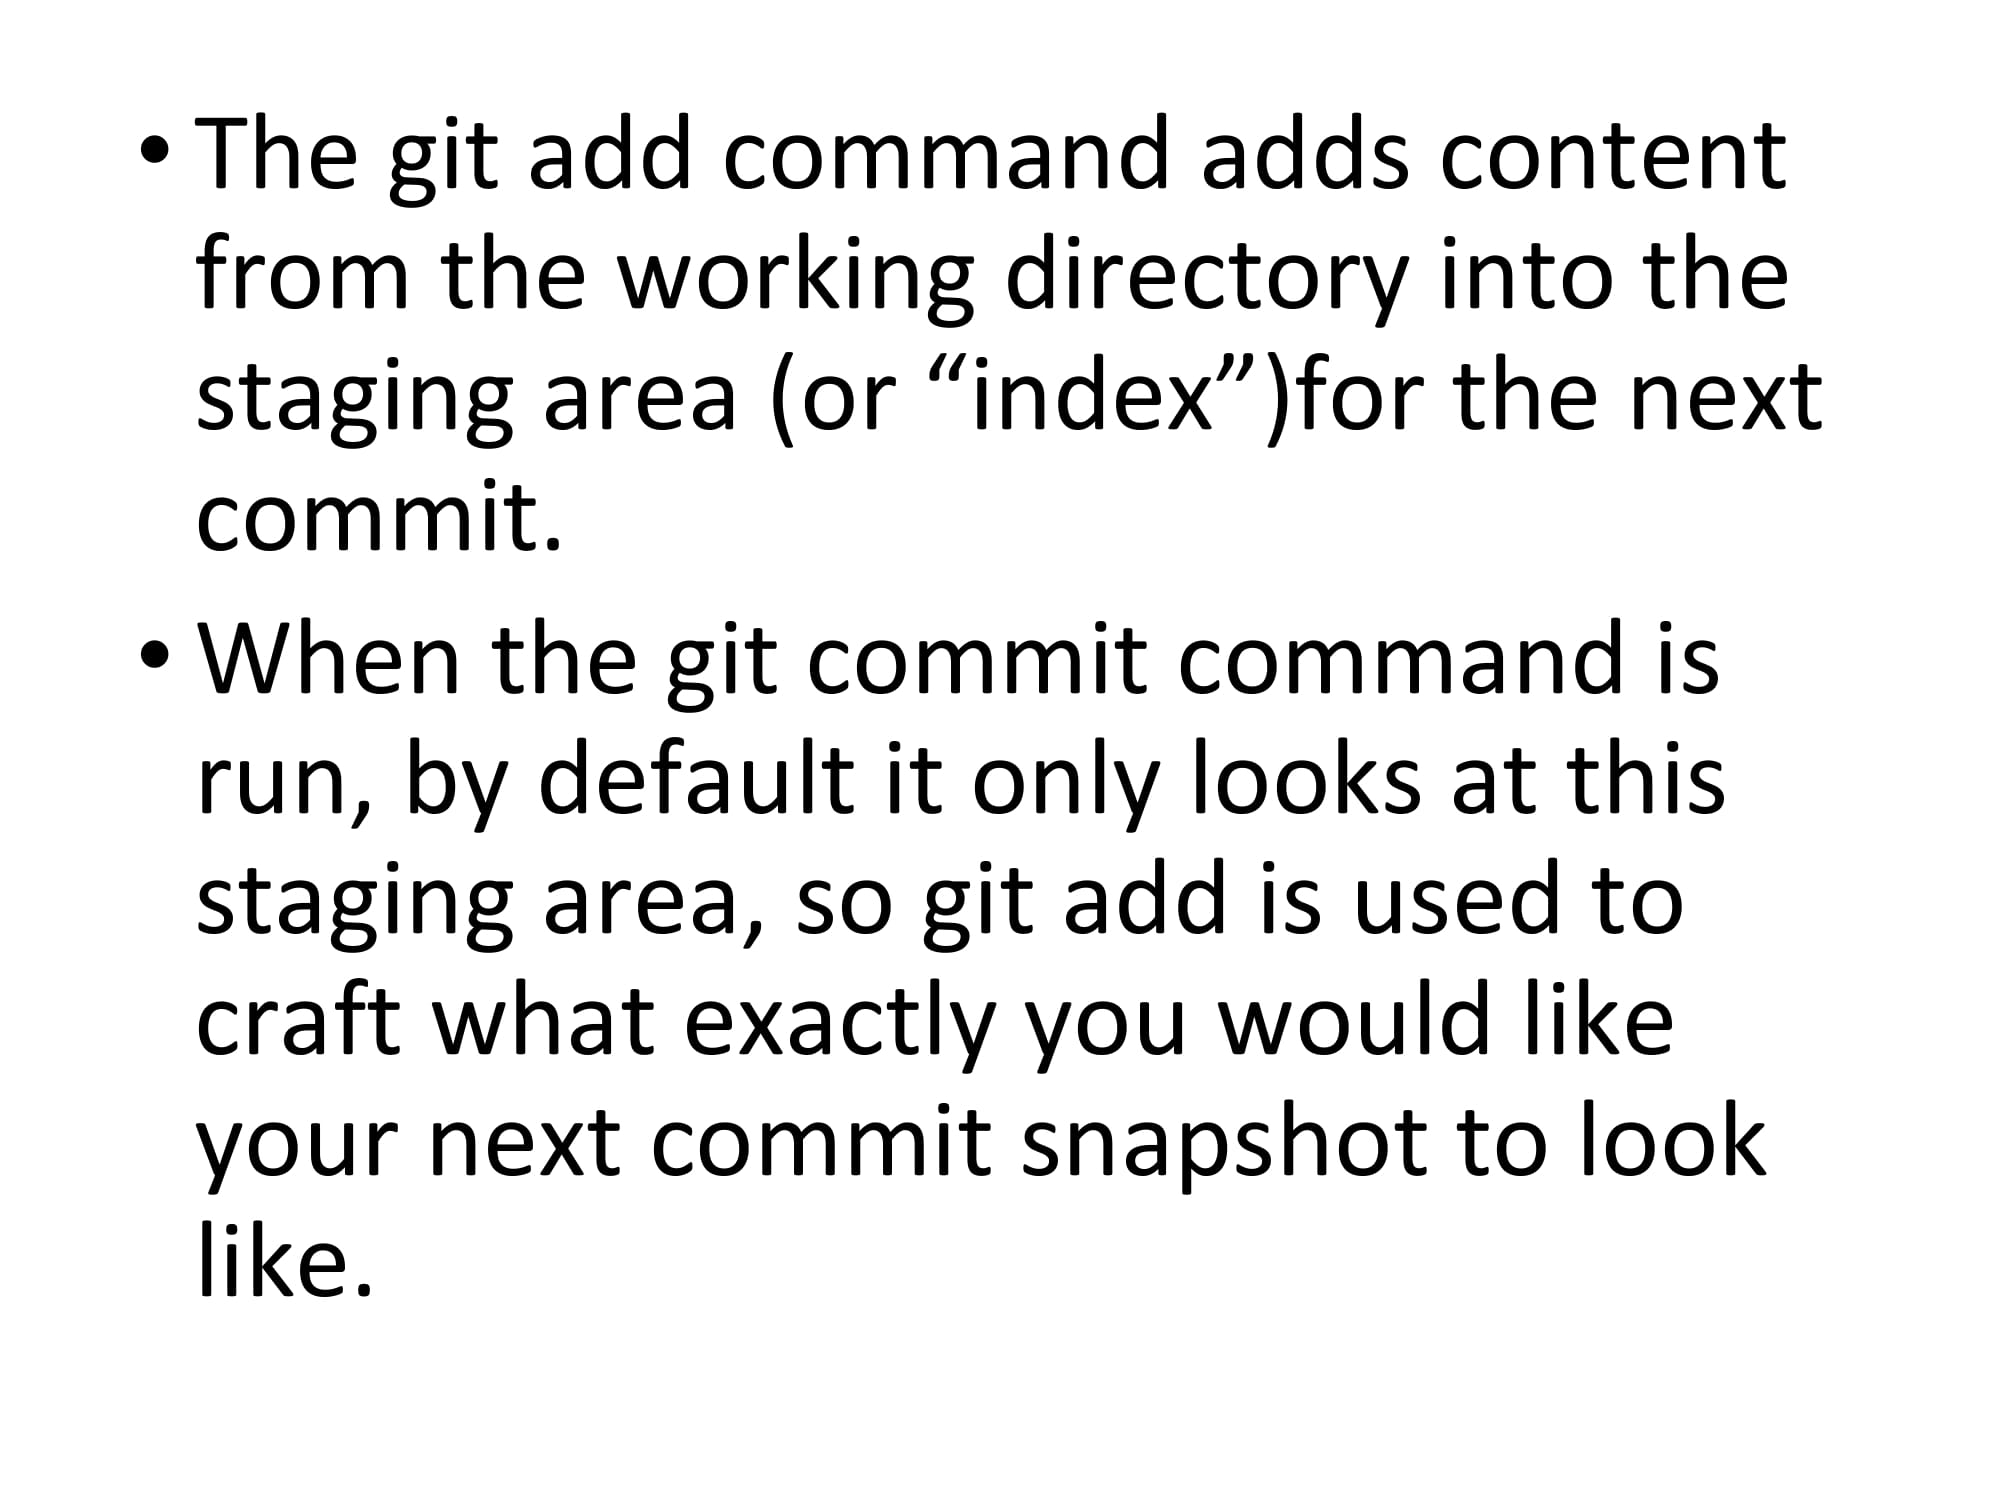 • The git add command adds content
from the working directory into the
staging area (or “index”)for the next
commit.
• When the git commit command is
run, by default it only looks at this
staging area, so git add is used to
craft what exactly you would like
your next commit snapshot to look
like.